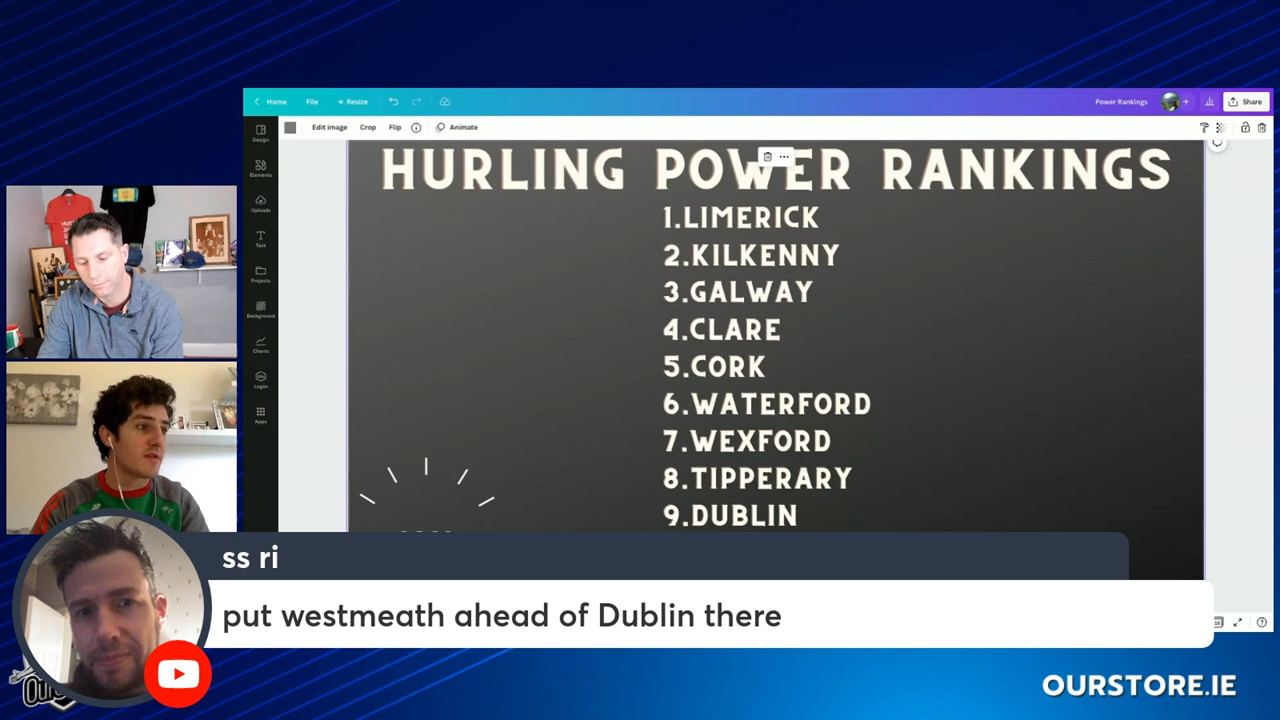 Home File Resize Power Rankings Share
Edit image Crop Flip Animate
Design
Elements
Uploads
Text
Projects
Background
Charts
Logos
Apps
HURLING POWER RANKINGS
1.LIMERICK
2.KILKENNY
3.GALWAY
4.CLARE
5.CORK
6.WATERFORD
7.WEXFORD
8.TIPPERARY
9.DUBLIN
ss ri
put westmeath ahead of Dublin there
OURSTORE.IE